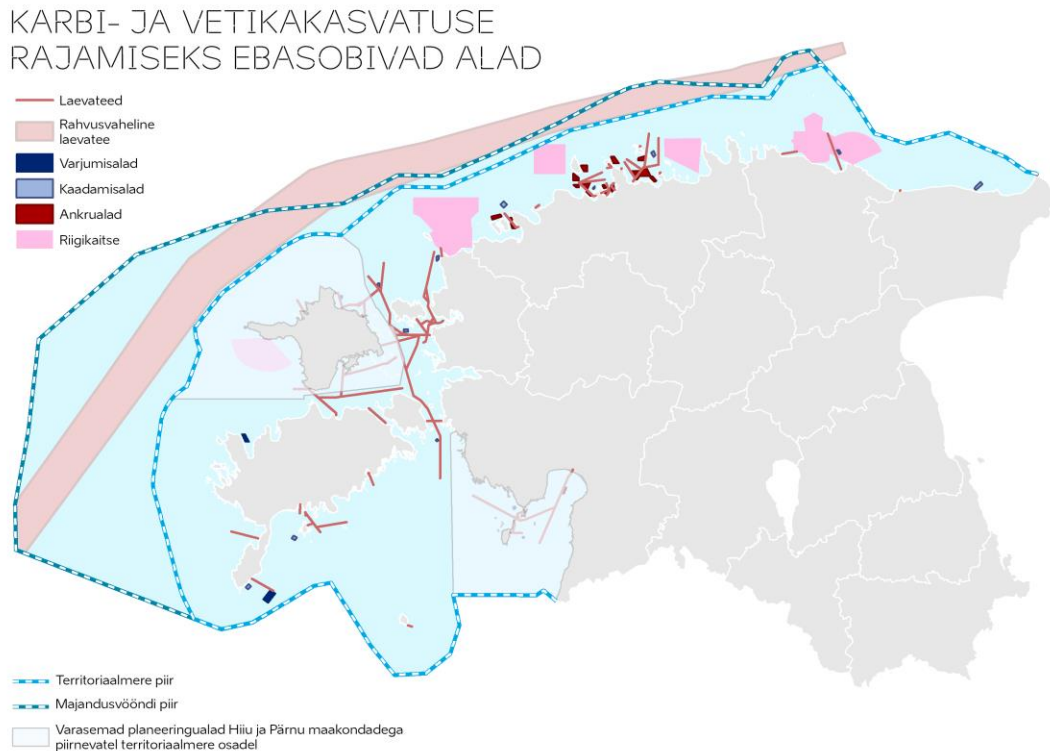 KARBI- JA VETIKAKASVATUSE
RAJAMISEKS EBASOBIVAD ALAD
Laevateed
Rahvusvaheline
laevatee
Varjumisalad
Kaadamisalad
Ankrualad
Riigikaitse
Territoriaalmere piir
Majandusvööndi piir
Varasemad planeeringualad Hiiu ja Pärnu maakondadega
piirnevatel territoriaalmere osadel